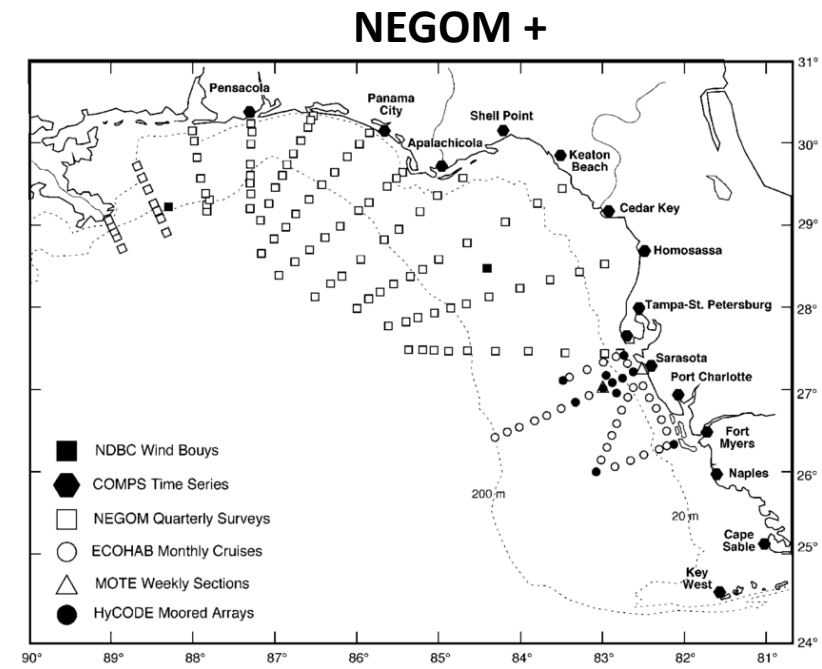 NEGOM +
31°
Pensacola
Panama
City
Shell Point
30°
Apalachicola
Keaton
Beach
Cedar Key
29°
Homosassa
28°
Tampa-St. Petersburg
Sarasota
Port Charlotte
27°
Fort
Myers
NDBC Wind Bouys
COMPS Time Series
Naples
26°
200 m
NEGOM Quarterly Surveys
20 m
ECOHAB Monthly Cruises
Cape
Sable
25°
MOTE Weekly Sections
Key
West
HyCODE Moored Arrays
24°
90° 89° 88° 87° 86° 85° 84° 83° 82° 81°